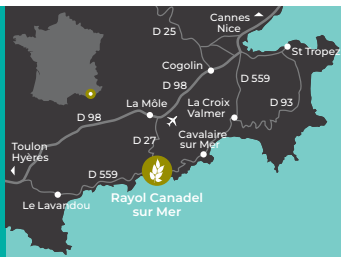 Cannes
Nice
D 25
St Tropez
Cogolin
D 559
D 98
La Môle
La Croix
Valmer
D 93
D 98
D 27
Cavalaire
sur Mer
Toulon
Hyères
D 559
Le Lavandou
Rayol Canadel
sur Mer